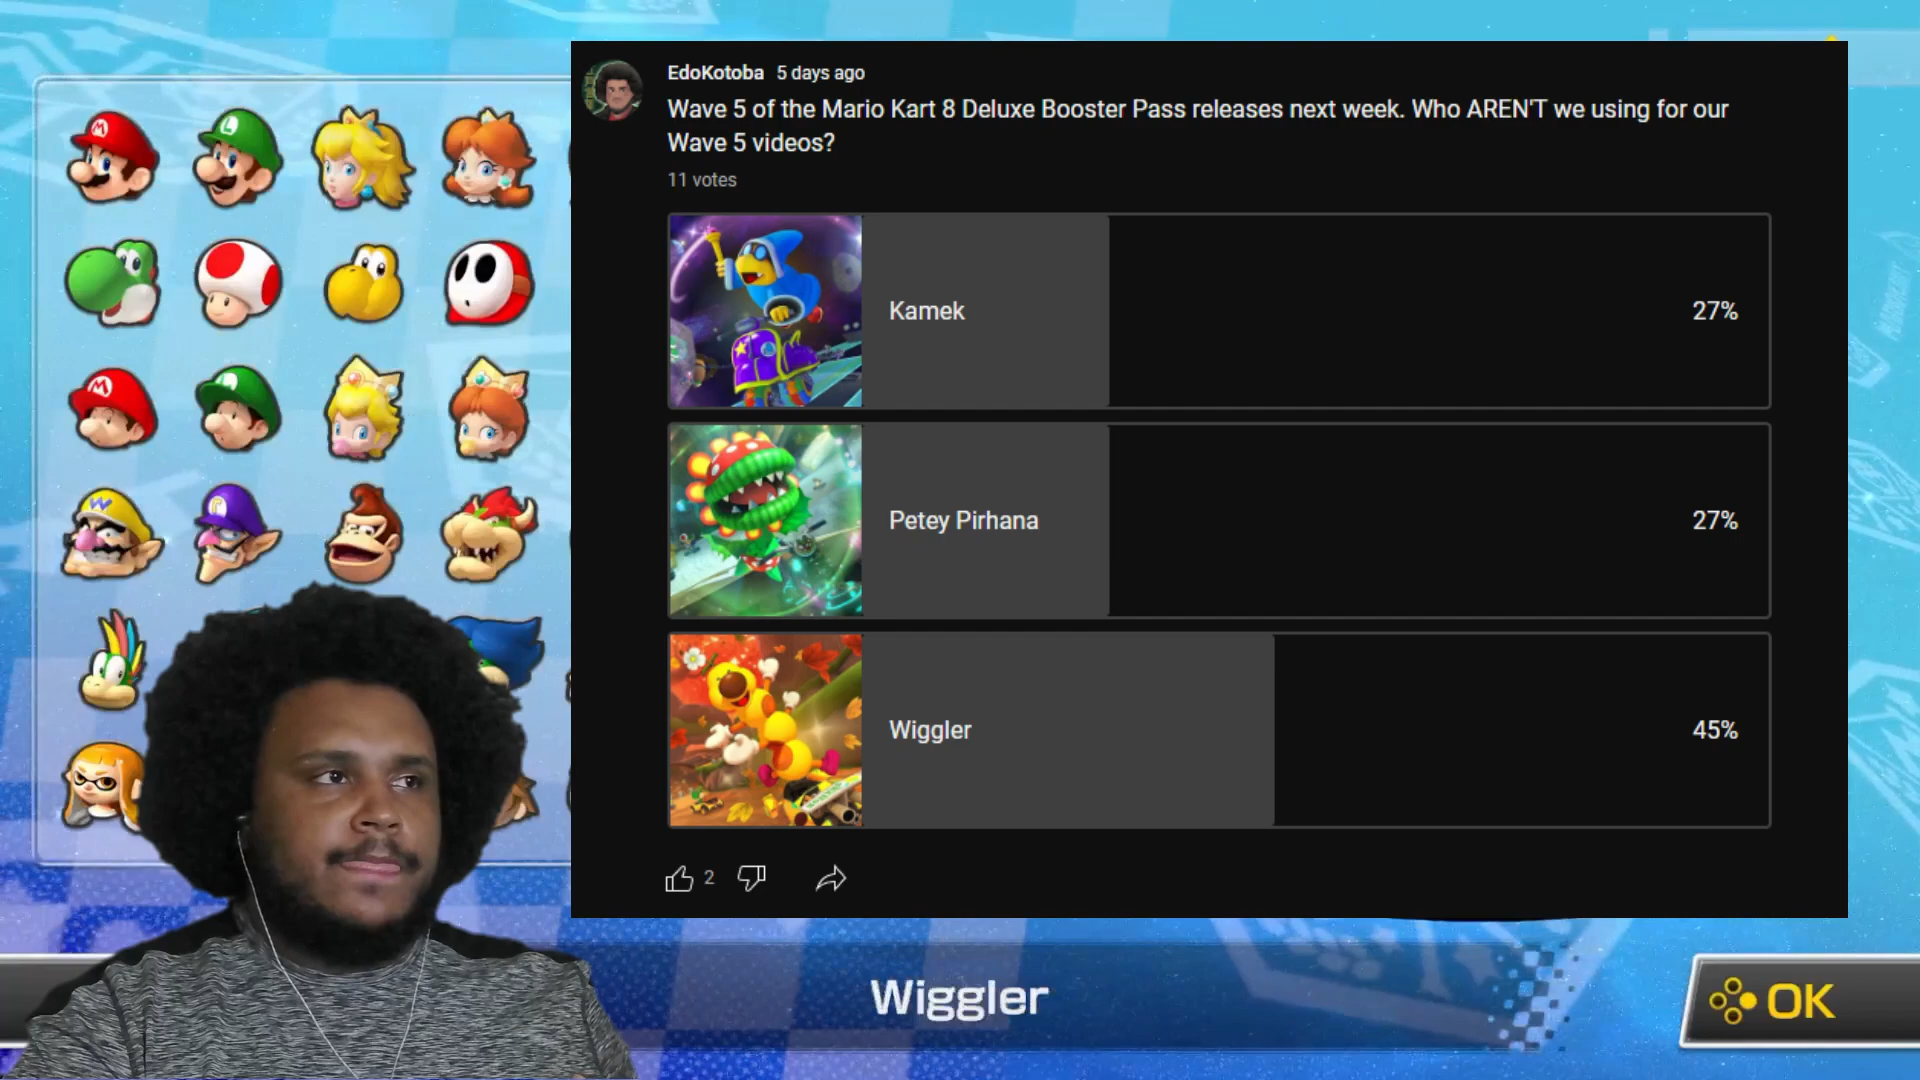 EdoKotoba 5 days ago
Wave 5 of the Mario Kart 8 Deluxe Booster Pass releases next week. Who AREN'T we using for our
Wave 5 videos?
11 votes
Kamek 27%
Petey Pirhana 27%
Wiggler 45%
2
Wiggler
OK